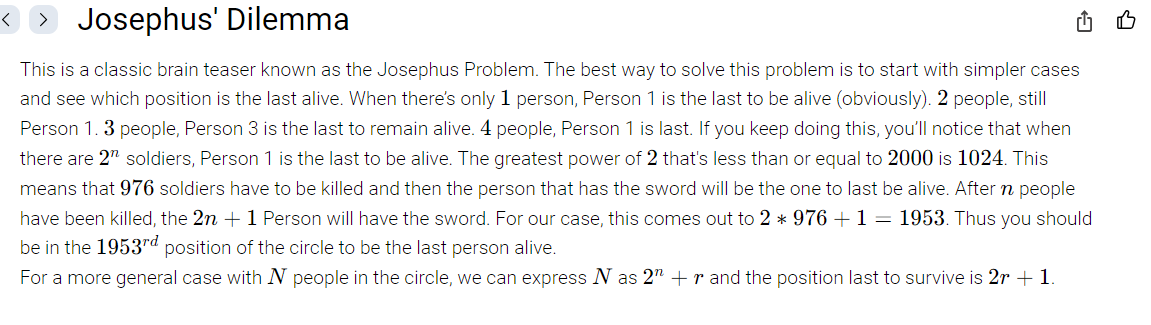 Josephus' Dilemma
This is a classic brain teaser known as the Josephus Problem. The best way to solve this problem is to start with simpler cases
and see which position is the last alive. When there's only 1 person, Person 1 is the last to be alive (obviously). 2 people, still
Person 1. 3 people, Person 3 is the last to remain alive. 4 people, Person 1 is last. If you keep doing this, you'll notice that when
there are 2ⁿ soldiers, Person 1 is the last to be alive. The greatest power of 2 that's less than or equal to 2000 is 1024. This
means that 976 soldiers have to be killed and then the person that has the sword will be the one to last be alive. After n people
have been killed, the 2n + 1 Person will have the sword. For our case, this comes out to 2 * 976 + 1 = 1953. Thus you should
be in the 1953ʳᵈ position of the circle to be the last person alive.
For a more general case with N people in the circle, we can express N as 2ⁿ + r and the position last to survive is 2r + 1.